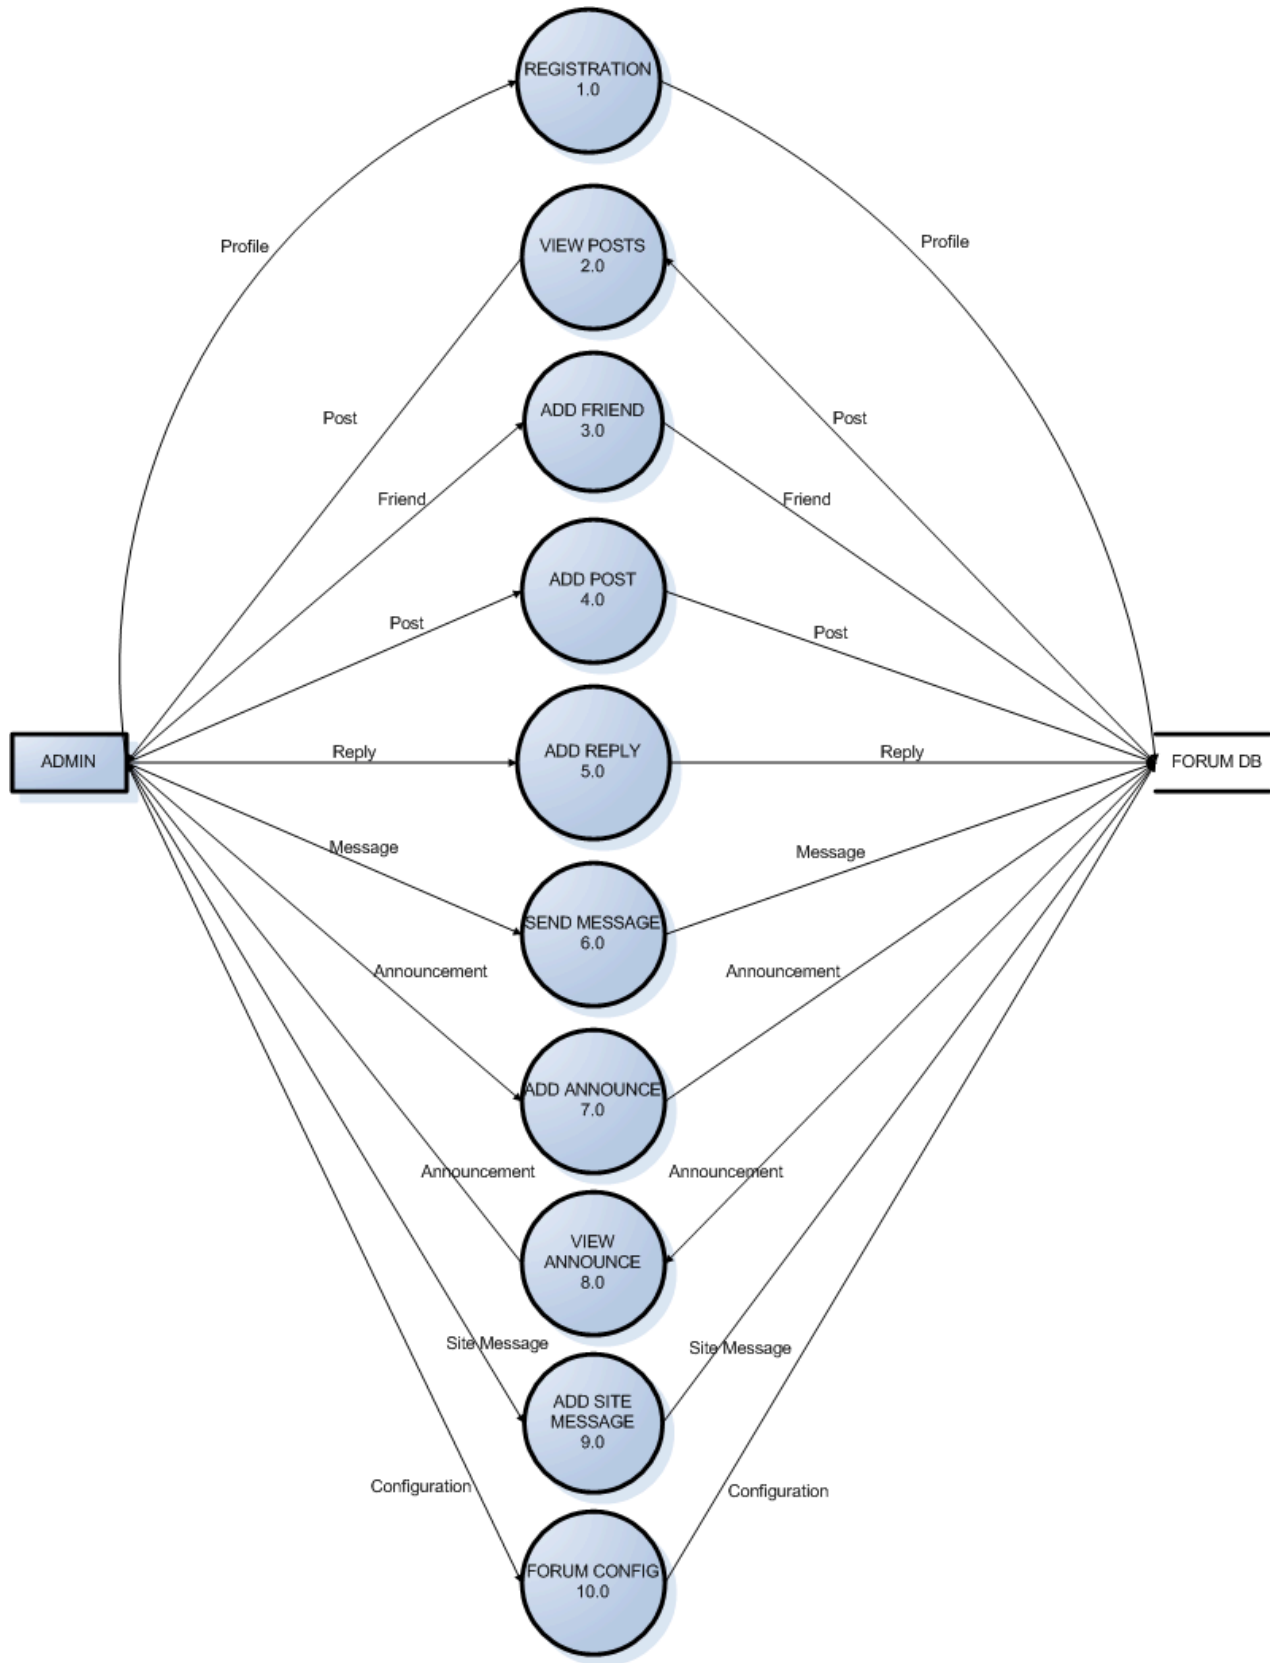 REGISTRATION
1.0
Profile
Profile
VIEW POSTS
2.0
Post
Post
ADD FRIEND
3.0
Friend
Friend
ADD POST
4.0
Post
Post
ADMIN
Reply
ADD REPLY
5.0
Reply
FORUM DB
Message
Message
SEND MESSAGE
6.0
Announcement
Announcement
ADD ANNOUNCE
7.0
Announcement
Announcement
VIEW
ANNOUNCE
8.0
Site Message
Site Message
ADD SITE
MESSAGE
9.0
Configuration
Configuration
FORUM CONFIG
10.0